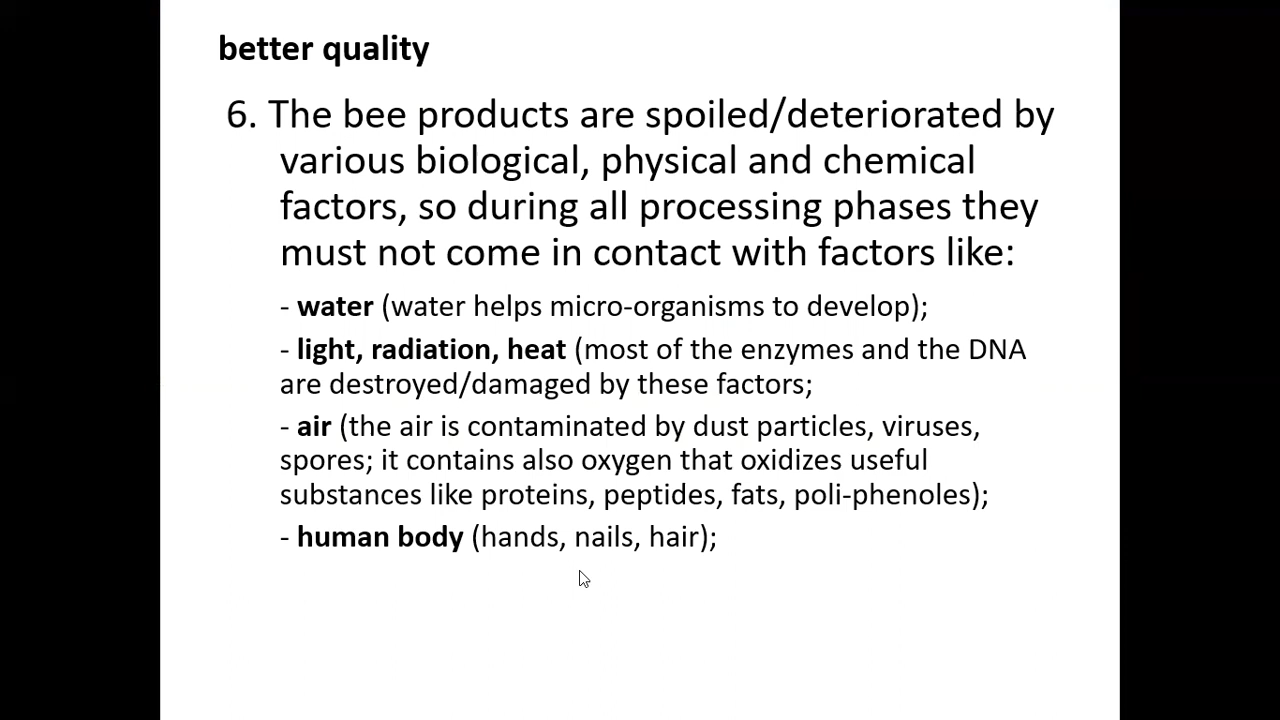 better quality
6. The bee products are spoiled/deteriorated by
various biological, physical and chemical
factors, so during all processing phases they
must not come in contact with factors like:
- water (water helps micro-organisms to develop);
- light, radiation, heat (most of the enzymes and the DNA
are destroyed/damaged by these factors;
- air (the air is contaminated by dust particles, viruses,
spores; it contains also oxygen that oxidizes useful
substances like proteins, peptides, fats, poli-phenoles);
- human body (hands, nails, hair);